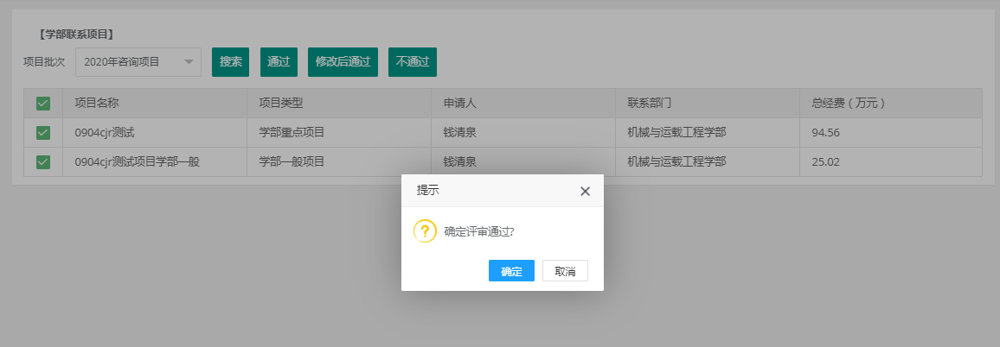 【学部联系项目】
项目批次 2020年咨询项目 搜索 通过 修改后通过 不通过
项目名称 项目类型 申请人 联系部门 总经费（万元）
0904cjr测试 学部重点项目 钱清泉 机械与运载工程学部 94.56
0904cjr测试项目学部一般 学部一般项目 钱清泉 机械与运载工程学部 25.02
提示
确定评审通过?
确定 取消